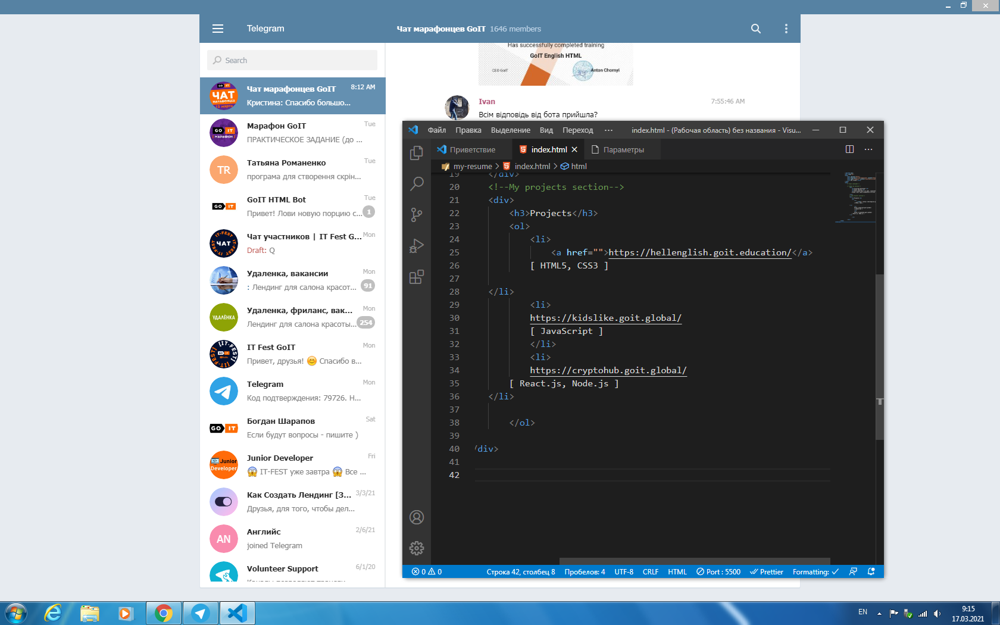 Telegram
Чат марафонцев GoIT 1646 members
Search
Чат марафонцев GoIT 8:12 AM
Кристина: Спасибо большо...
Марафон GoIT Tue
ПРАКТИЧЕСКОЕ ЗАДАНИЕ (до ...
TR
Татьяна Романенко Tue
програма для створення скрін...
GoIT HTML Bot Tue
Привет! Лови новую порцию с... 1
Чат участников | IT Fest G... Mon
Draft: Q
Удаленка, вакансии Mon
: Лендинг для салона красот... 91
УДАЛЁНКА
Удаленка, фриланс, вак... Mon
Лендинг для салона красоты... 254
IT Fest GoIT Mon
Привет, друзья! 😊 Спасибо в...
Telegram Mon
Код подтверждения: 79726. Н...
GO IT
Богдан Шарапов Sat
Если будут вопросы - пишите )
Junior Developer
Junior Developer Fri
😱 IT-FEST уже завтра 😱 Все ...
Как Создать Лендинг [З... 3/3/21
Друзья, для того, чтобы дел...
AN
Английс 2/6/21
joined Telegram
Volunteer Support 6/1/20
Has successfully completed training
GoIT English HTML
CEO GoIT Anton Chornyi
Ivan 7:55:46 AM
Всім відповідь від бота прийшла?
Файл Правка Выделение Вид Переход ··· index.html - (Рабочая область) без названия - Visu...
Приветствие index.html Параметры ···
my-resume > index.html > html
19 </div>
20 <!--My projects section-->
21 <div>
22 <h3>Projects</h3>
23 <ol>
24 <li>
25 <a href="">https://hellenglish.goit.education/</a>
26 [ HTML5, CSS3 ]
27
28 </li>
29 <li>
30 https://kidslike.goit.global/
31 [ JavaScript ]
32 </li>
33 <li>
34 https://cryptohub.goit.global/
35 [ React.js, Node.js ]
36 </li>
37
38 </ol>
39
40 /div>
41
42
0 0 Строка 42, столбец 8 Пробелов: 4 UTF-8 CRLF HTML Port : 5500 Prettier Formatting: ✓
EN 9:15
17.03.2021